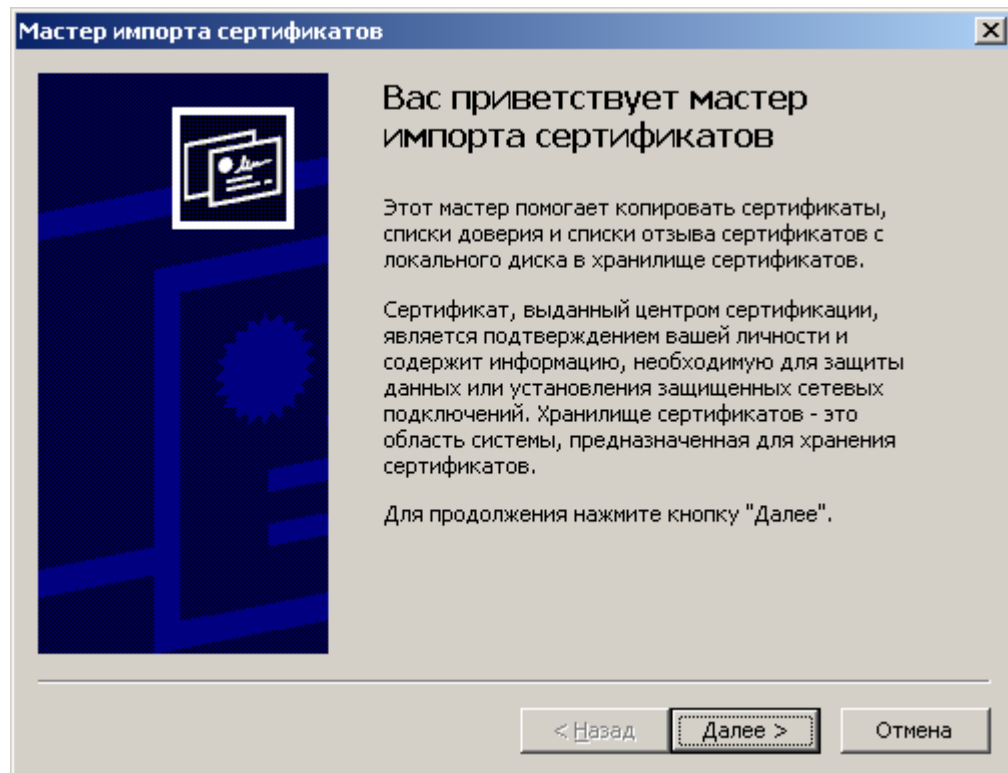 Мастер импорта сертификатов
Вас приветствует мастер
импорта сертификатов
Этот мастер помогает копировать сертификаты,
списки доверия и списки отзыва сертификатов с
локального диска в хранилище сертификатов.
Сертификат, выданный центром сертификации,
является подтверждением вашей личности и
содержит информацию, необходимую для защиты
данных или установления защищенных сетевых
подключений. Хранилище сертификатов - это
область системы, предназначенная для хранения
сертификатов.
Для продолжения нажмите кнопку "Далее".
< Назад Далее > Отмена